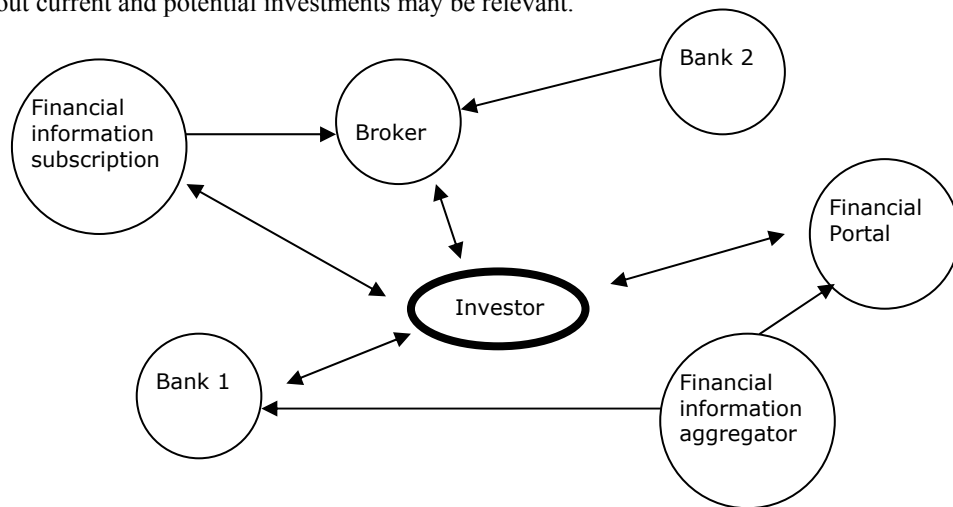 out current and potential investments may be relevant.
Bank 2
Financial
information
subscription
Broker
Financial
Portal
Investor
Bank 1
Financial
information
aggregator